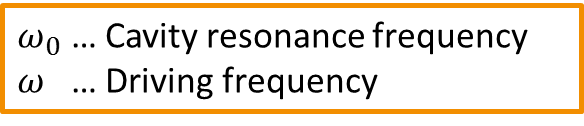 ω₀ … Cavity resonance frequency
ω … Driving frequency